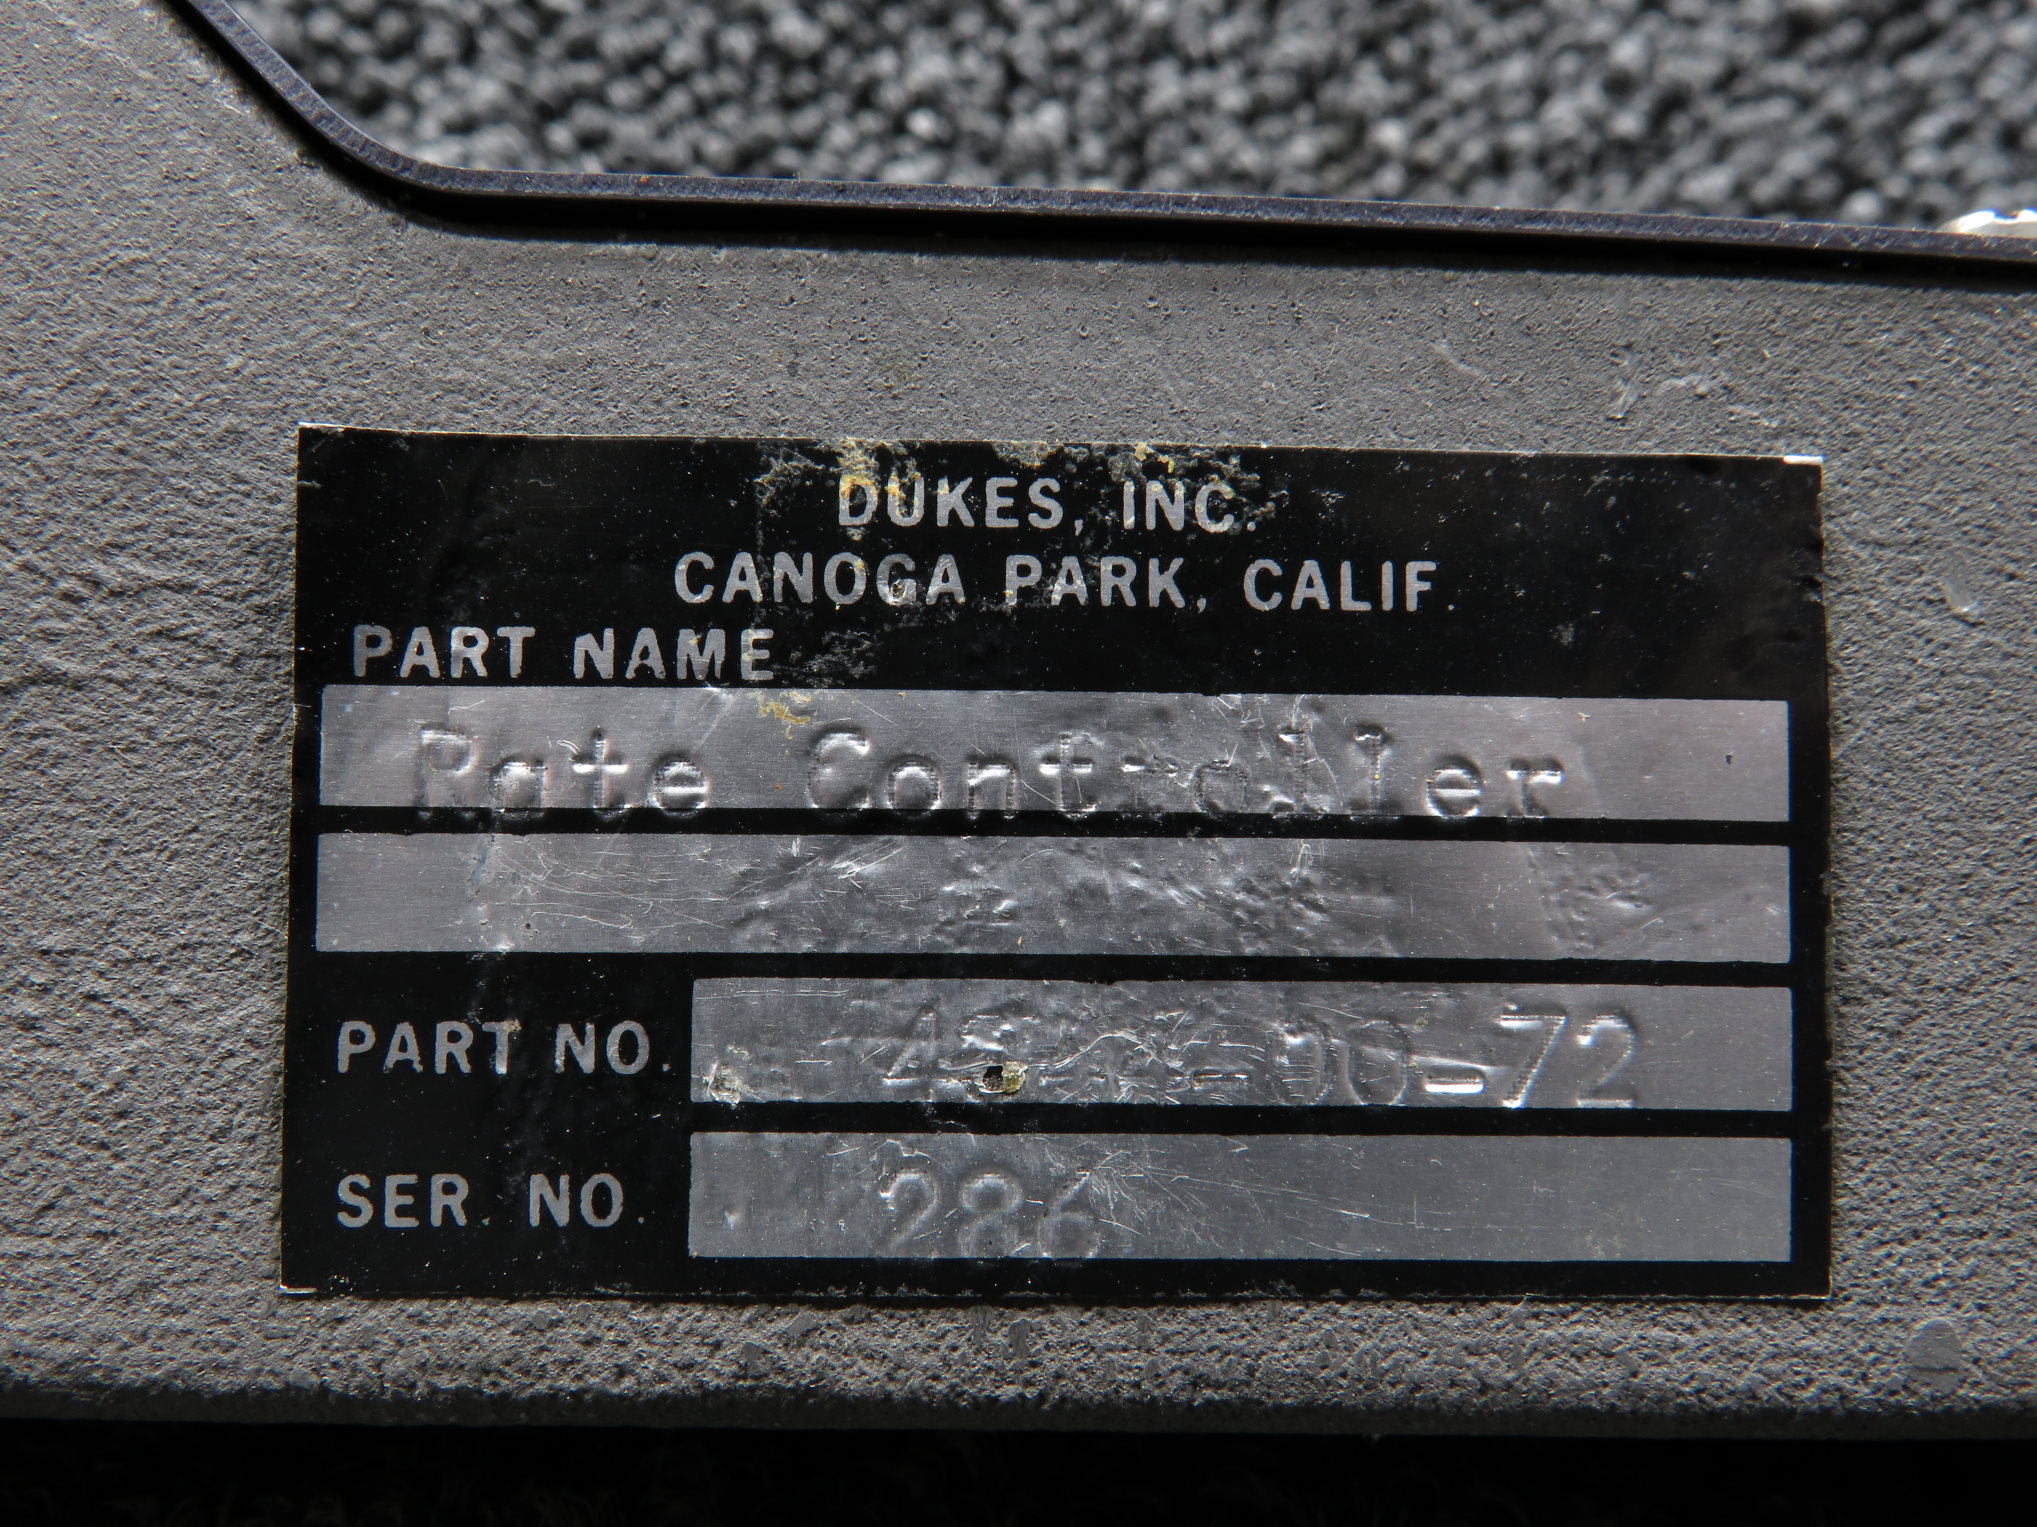 DUKES, INC.
CANOGA PARK, CALIF.
PART NAME
Rate Controller
PART NO.
SER. NO. 286